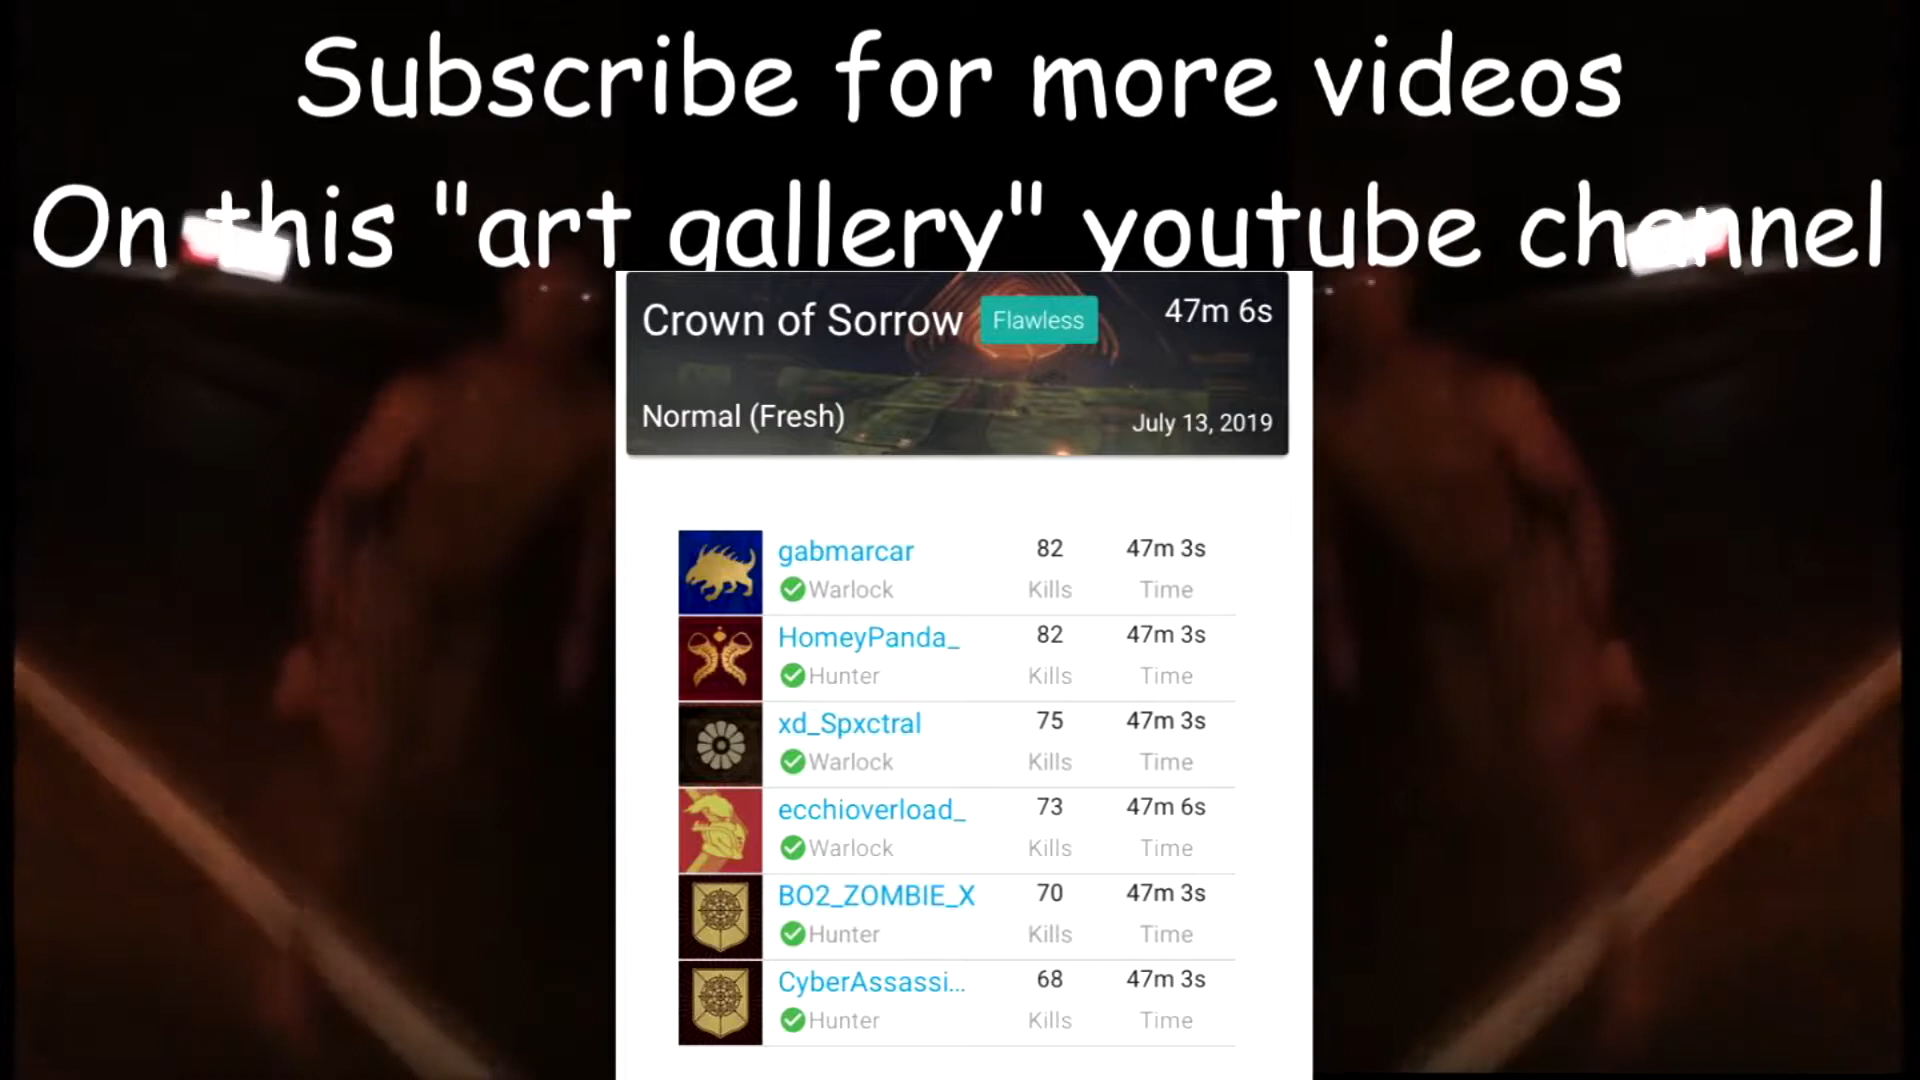 Subscribe for more videos
On this "art gallery" youtube channel
Crown of Sorrow Flawless 47m 6s
Normal (Fresh) July 13, 2019
gabmarcar 82 47m 3s
Warlock Kills Time
HomeyPanda_ 82 47m 3s
Hunter Kills Time
xd_Spxctral 75 47m 3s
Warlock Kills Time
ecchioverload_ 73 47m 6s
Warlock Kills Time
BO2_ZOMBIE_X 70 47m 3s
Hunter Kills Time
CyberAssassi... 68 47m 3s
Hunter Kills Time